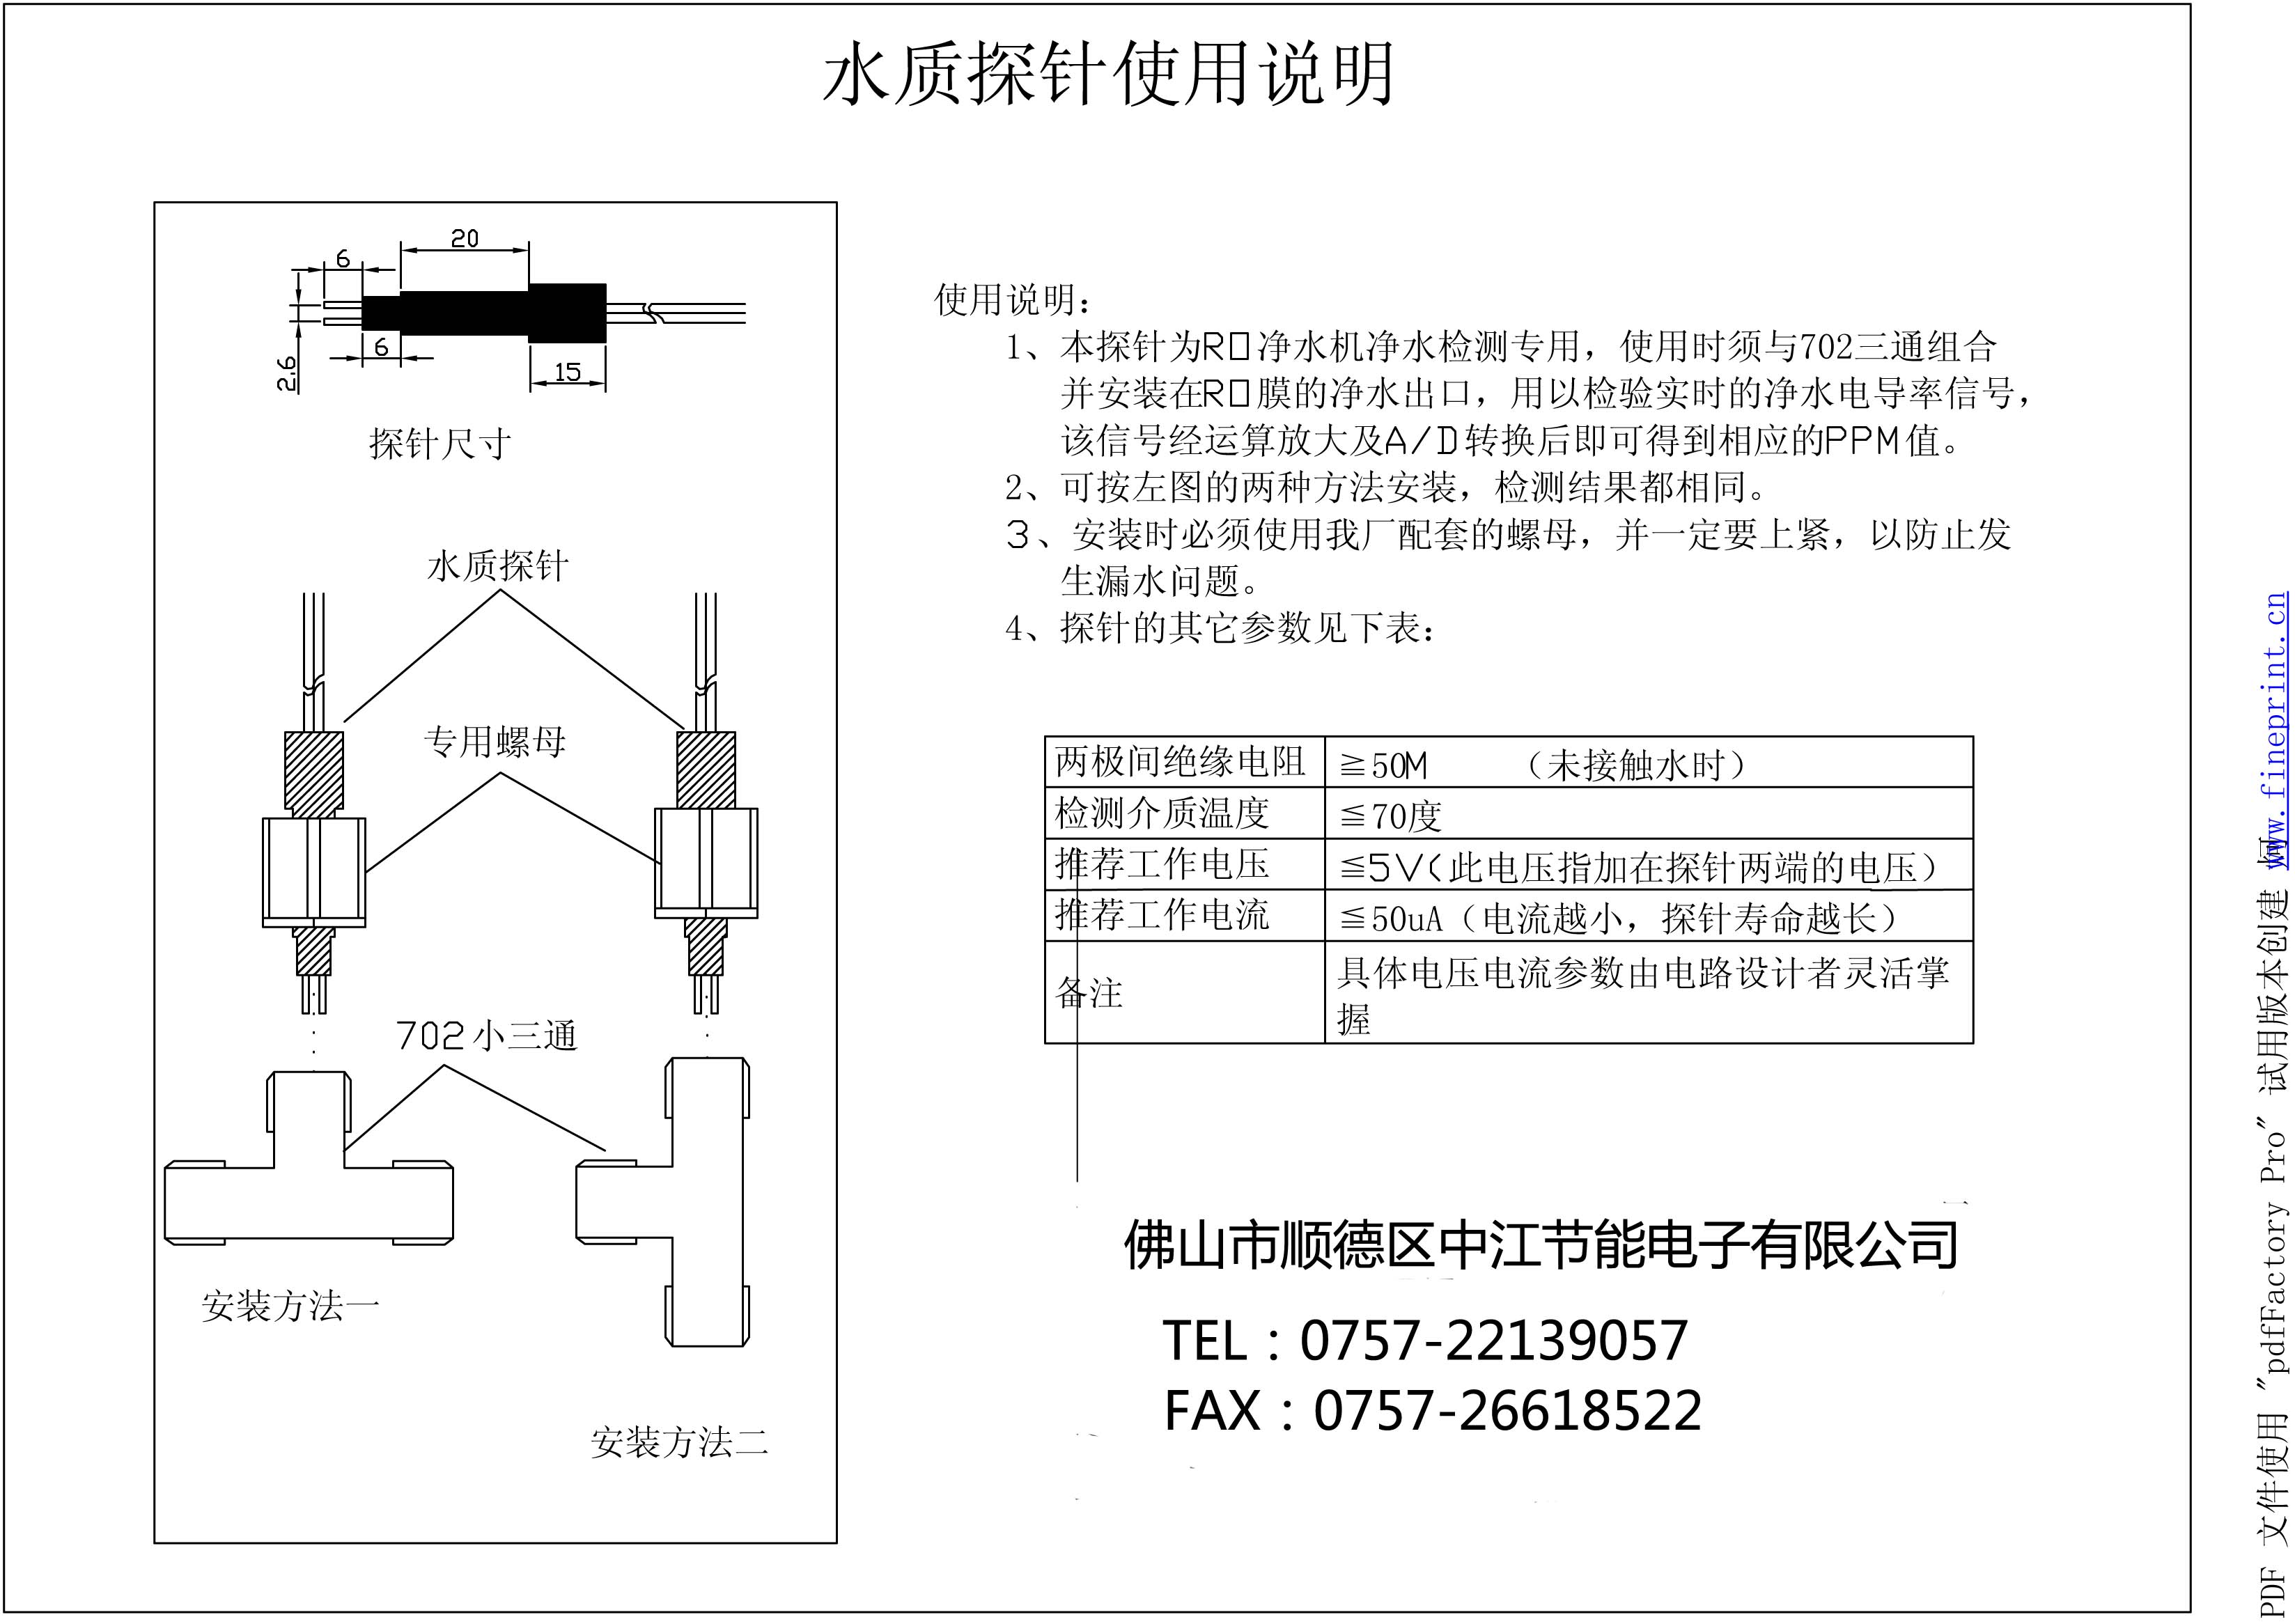 水质探针使用说明
20
6
6
2.6
15
探针尺寸
水质探针
专用螺母
702小三通
安装方法一
安装方法二
使用说明：
1、本探针为RO净水机净水检测专用，使用时须与702三通组合
并安装在RO膜的净水出口，用以检验实时的净水电导率信号，
该信号经运算放大及A/D转换后即可得到相应的PPM值。
2、可按左图的两种方法安装，检测结果都相同。
3、安装时必须使用我厂配套的螺母，并一定要上紧，以防止发
生漏水问题。
4、探针的其它参数见下表：
两极间绝缘电阻 ≧50M （未接触水时）
检测介质温度 ≦70度
推荐工作电压 ≦5V(此电压指加在探针两端的电压）
推荐工作电流 ≦50uA（电流越小，探针寿命越长）
备注 具体电压电流参数由电路设计者灵活掌
握
佛山市顺德区中江节能电子有限公司
TEL：0757-22139057
FAX：0757-26618522
PDF 文件使用 "pdfFactory Pro" 试用版本创建 www.fineprint.cn